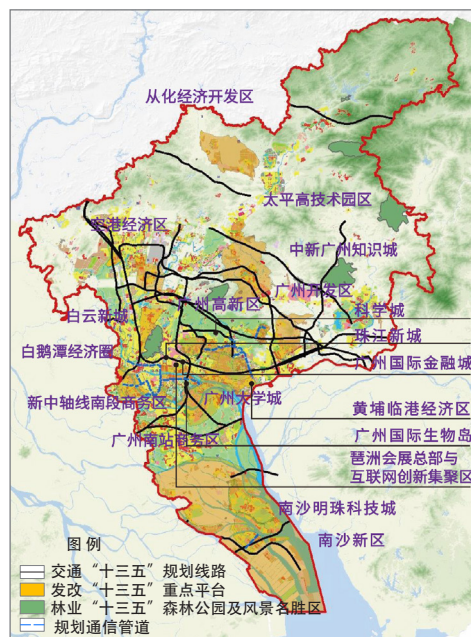 从化经济开发区
太平高技术园区
空港经济区
中新广州知识城
广州开发区
广州高新区
科学城
白云新城
珠江新城
白鹅潭经济圈
广州国际金融城
新中轴线南段商务区
广州大学城
黄埔临港经济区
广州南站商务区
广州国际生物岛
琶洲会展总部与
互联网创新集聚区
南沙明珠科技城
南沙新区
图 例
交通“十三五”规划线路
发改“十三五”重点平台
林业“十三五”森林公园及风景名胜区
规划通信管道